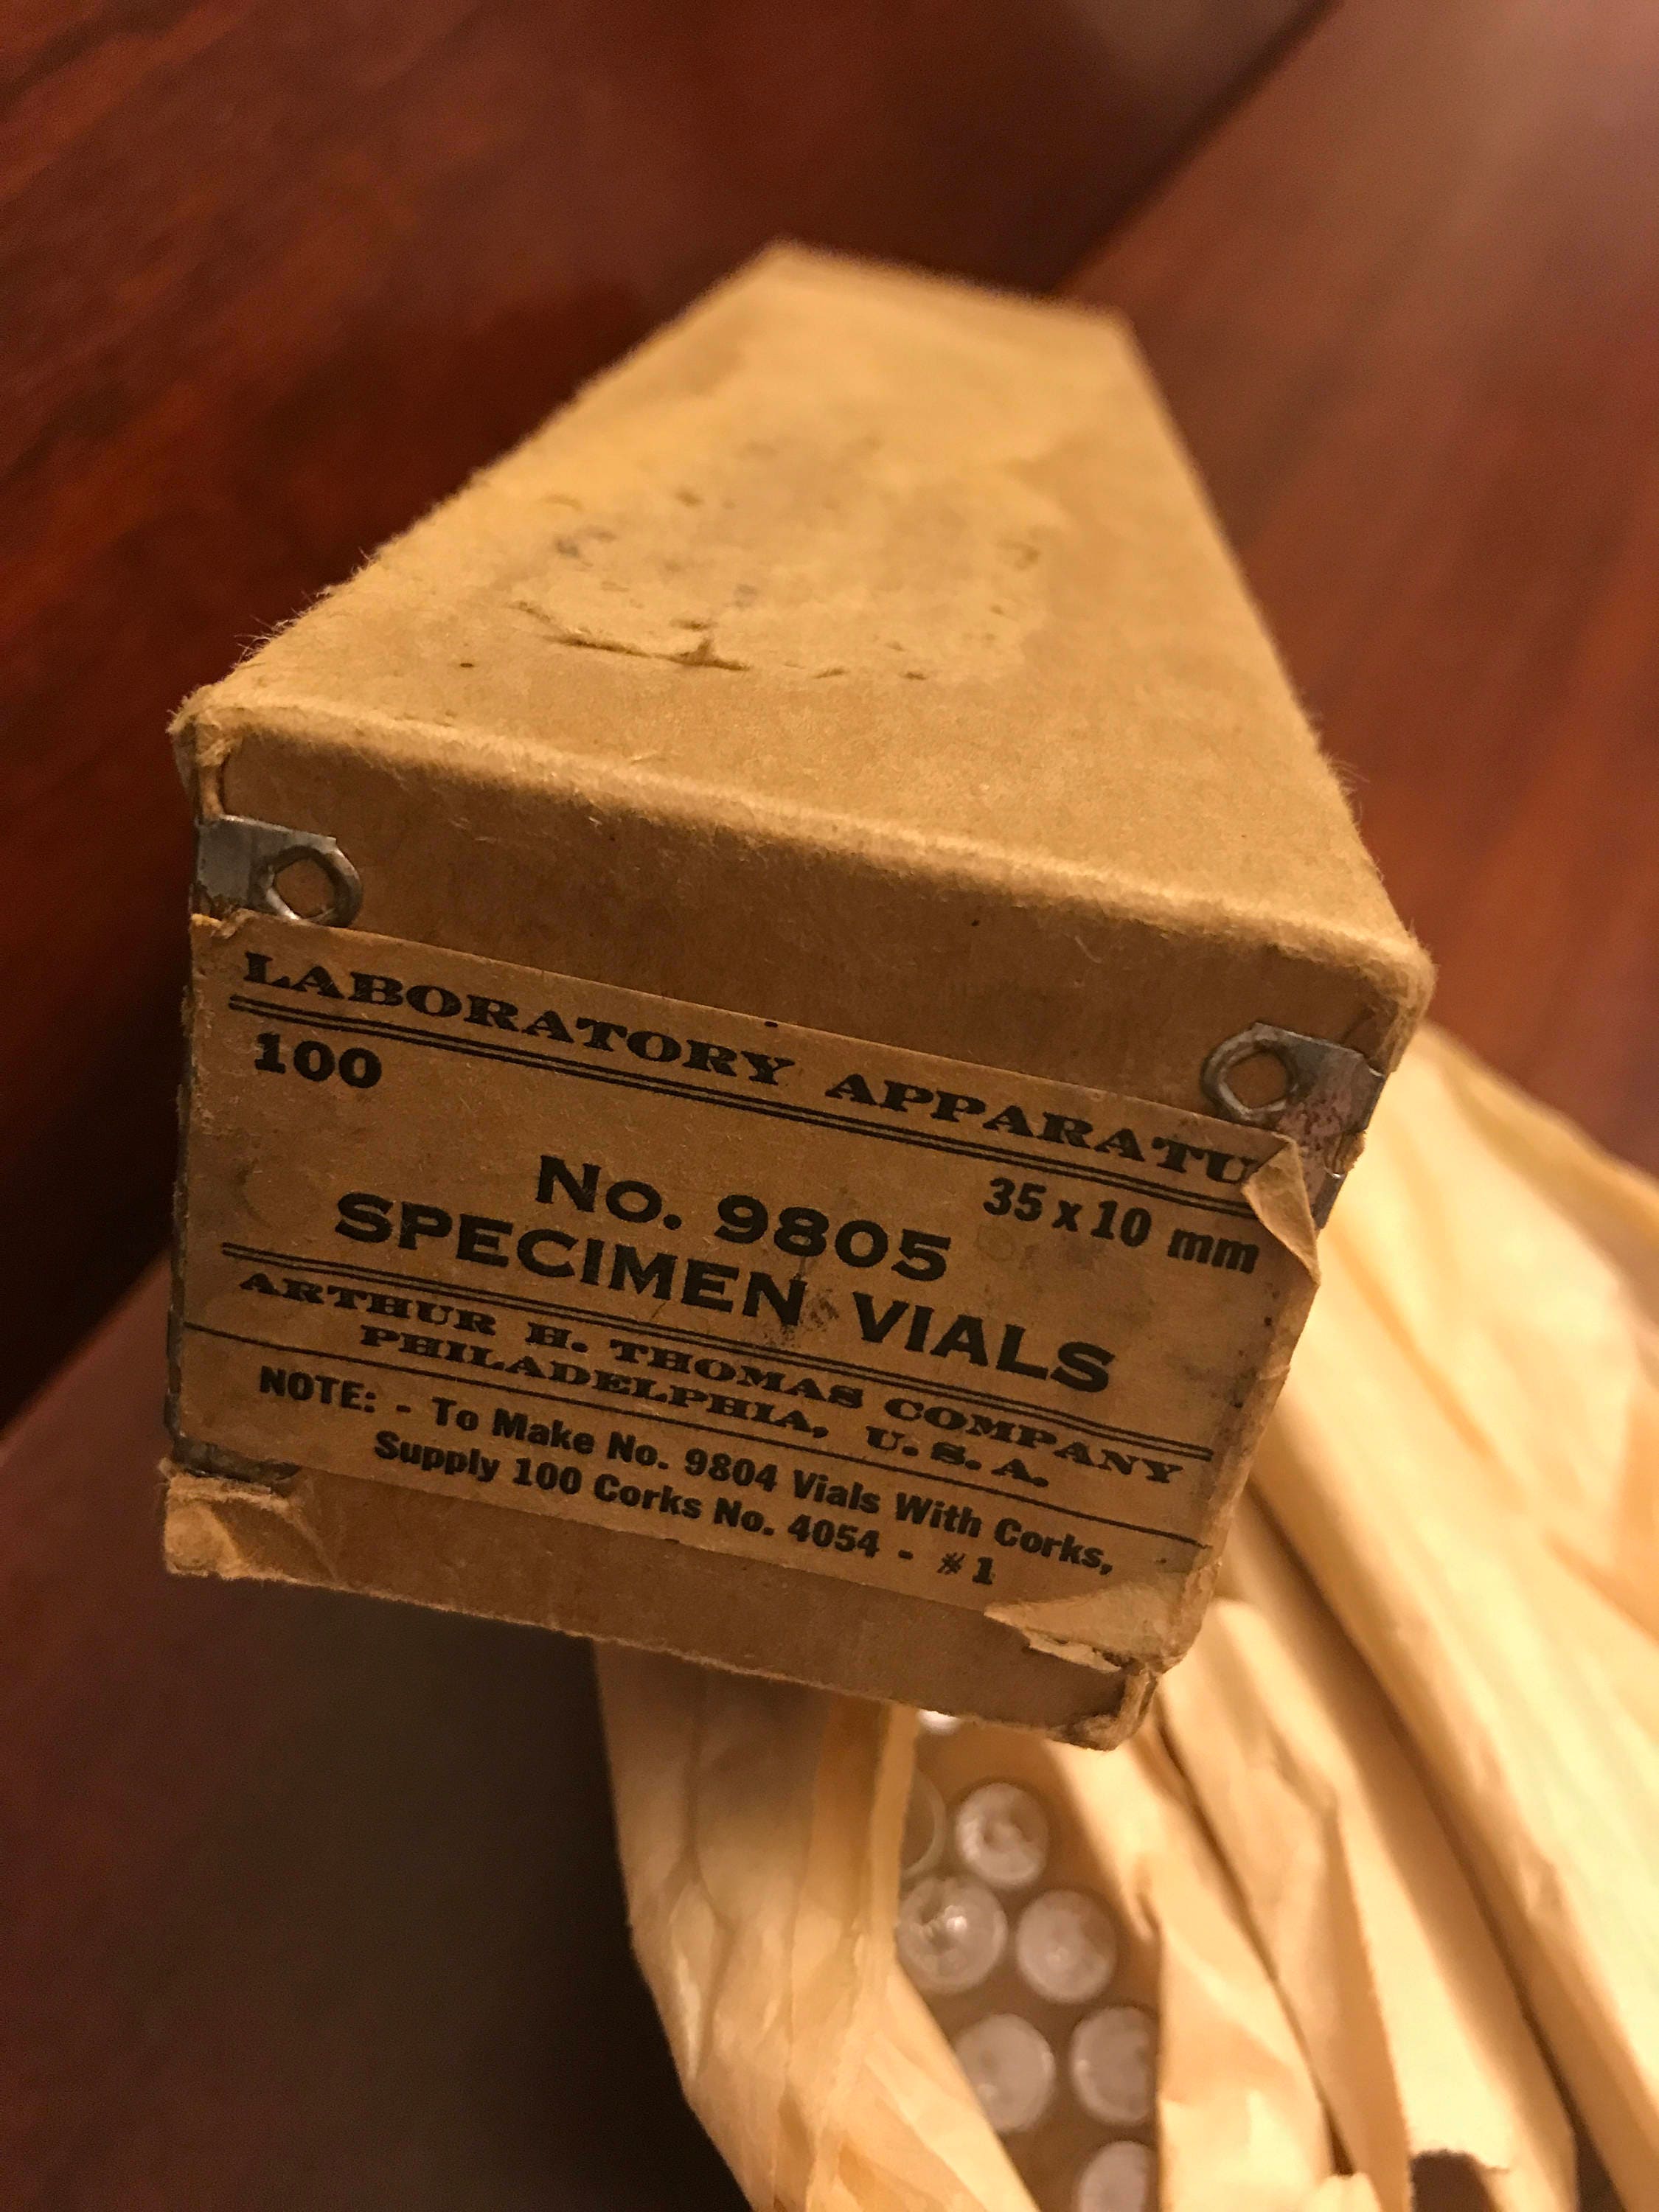 LABORATORY APPARATU
100
35 x 10 mm
No. 9805
SPECIMEN VIALS
ARTHUR H. THOMAS COMPANY
PHILADELPHIA, U. S. A.
NOTE: - To Make No. 9804 Vials With Corks,
Supply 100 Corks No. 4054 - #1